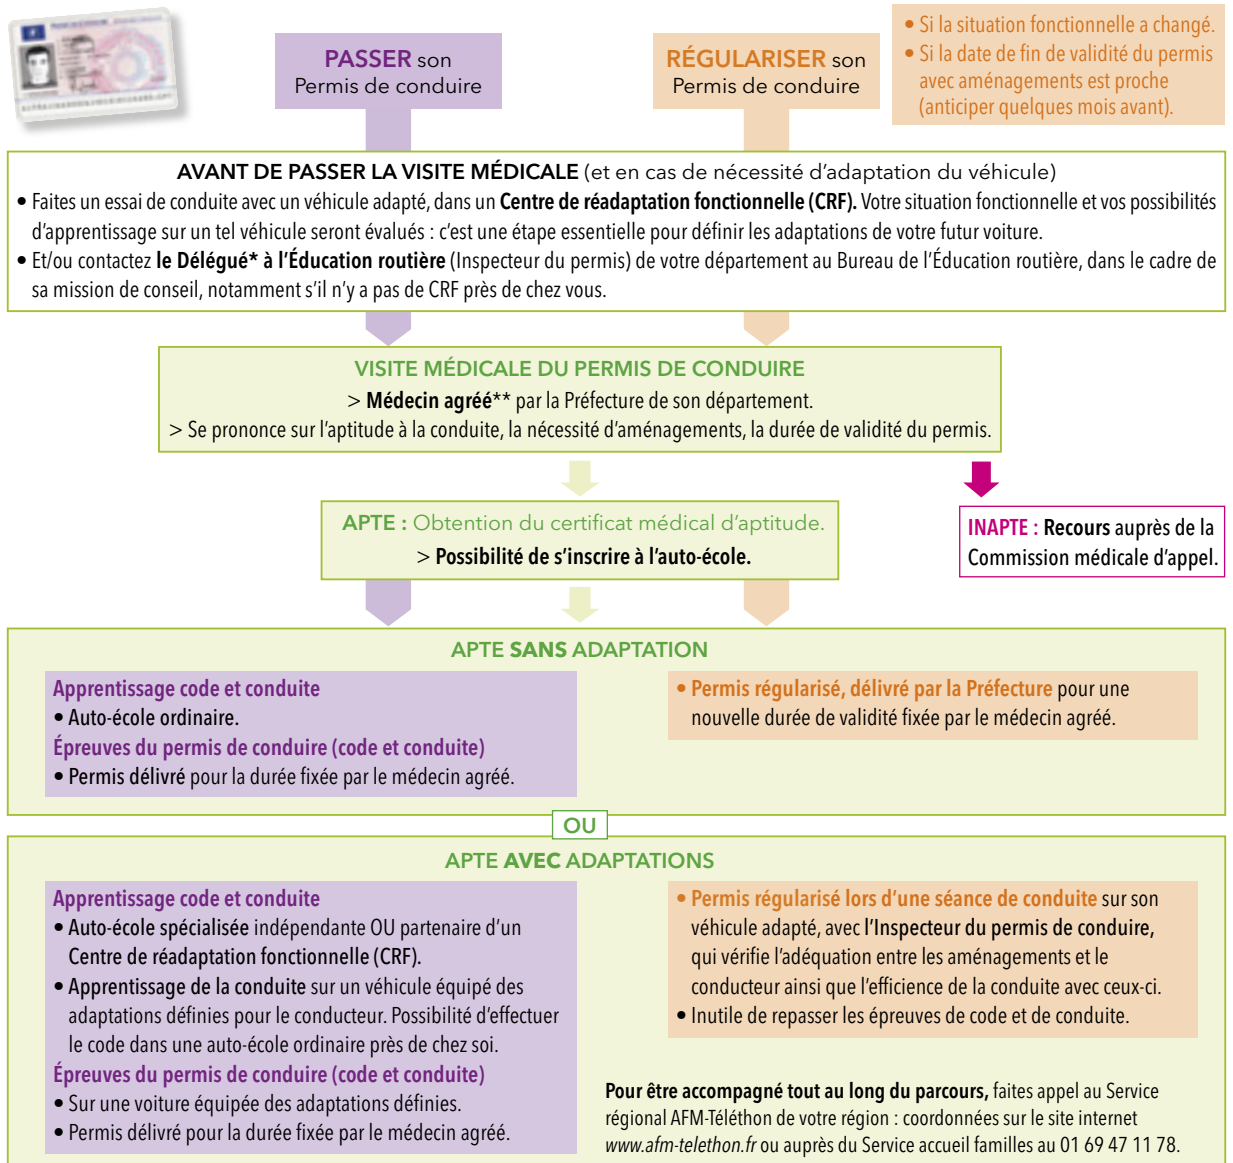 PASSER son
Permis de conduire
RÉGULARISER son
Permis de conduire
• Si la situation fonctionnelle a changé.
• Si la date de fin de validité du permis
avec aménagements est proche
(anticiper quelques mois avant).
AVANT DE PASSER LA VISITE MÉDICALE (et en cas de nécessité d'adaptation du véhicule)
• Faites un essai de conduite avec un véhicule adapté, dans un Centre de réadaptation fonctionnelle (CRF). Votre situation fonctionnelle et vos possibilités
d'apprentissage sur un tel véhicule seront évalués : c'est une étape essentielle pour définir les adaptations de votre futur voiture.
• Et/ou contactez le Délégué* à l'Éducation routière (Inspecteur du permis) de votre département au Bureau de l'Éducation routière, dans le cadre de
sa mission de conseil, notamment s'il n'y a pas de CRF près de chez vous.
VISITE MÉDICALE DU PERMIS DE CONDUIRE
> Médecin agréé** par la Préfecture de son département.
> Se prononce sur l'aptitude à la conduite, la nécessité d'aménagements, la durée de validité du permis.
APTE : Obtention du certificat médical d'aptitude.
> Possibilité de s'inscrire à l'auto-école.
INAPTE : Recours auprès de la
Commission médicale d'appel.
APTE SANS ADAPTATION
Apprentissage code et conduite
• Auto-école ordinaire.
Épreuves du permis de conduire (code et conduite)
• Permis délivré pour la durée fixée par le médecin agréé.
• Permis régularisé, délivré par la Préfecture pour une
nouvelle durée de validité fixée par le médecin agréé.
OU
APTE AVEC ADAPTATIONS
Apprentissage code et conduite
• Auto-école spécialisée indépendante OU partenaire d'un
Centre de réadaptation fonctionnelle (CRF).
• Apprentissage de la conduite sur un véhicule équipé des
adaptations définies pour le conducteur. Possibilité d'effectuer
le code dans une auto-école ordinaire près de chez soi.
Épreuves du permis de conduire (code et conduite)
• Sur une voiture équipée des adaptations définies.
• Permis délivré pour la durée fixée par le médecin agréé.
• Permis régularisé lors d'une séance de conduite sur son
véhicule adapté, avec l'Inspecteur du permis de conduire,
qui vérifie l'adéquation entre les aménagements et le
conducteur ainsi que l'efficience de la conduite avec ceux-ci.
• Inutile de repasser les épreuves de code et de conduite.
Pour être accompagné tout au long du parcours, faites appel au Service
régional AFM-Téléthon de votre région : coordonnées sur le site internet
www.afm-telethon.fr ou auprès du Service accueil familles au 01 69 47 11 78.